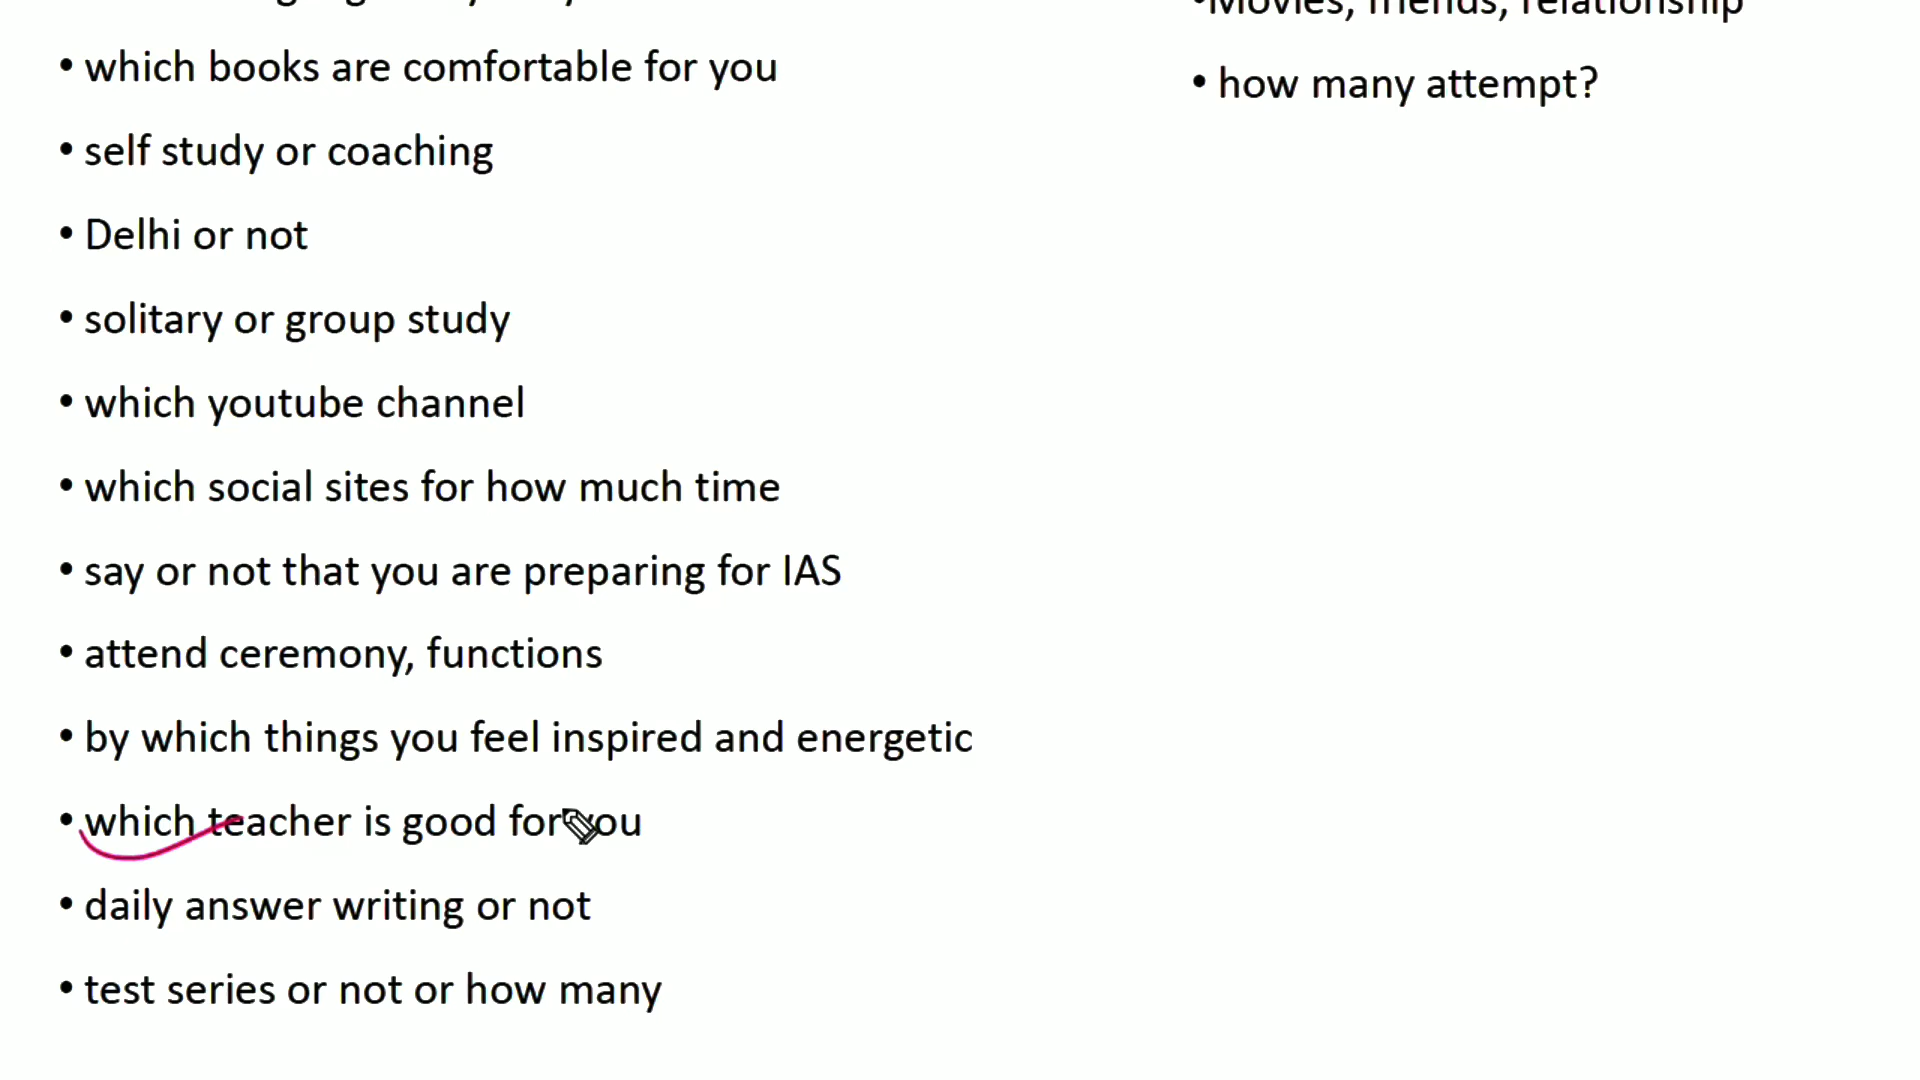 • which books are comfortable for you
• self study or coaching
• Delhi or not
• solitary or group study
• which youtube channel
• which social sites for how much time
• say or not that you are preparing for IAS
• attend ceremony, functions
• by which things you feel inspired and energetic
• which teacher is good for you
• daily answer writing or not
• test series or not or how many
•Movies, friends, relationship
• how many attempt?